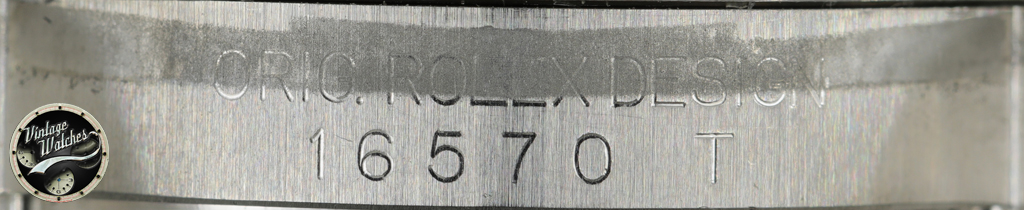 ORIG. ROLEX DESIGN
16570 T
Vintage
Watches